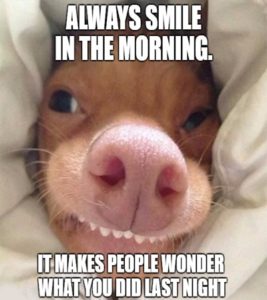 ALWAYS SMILE
IN THE MORNING.
IT MAKES PEOPLE WONDER
WHAT YOU DID LAST NIGHT